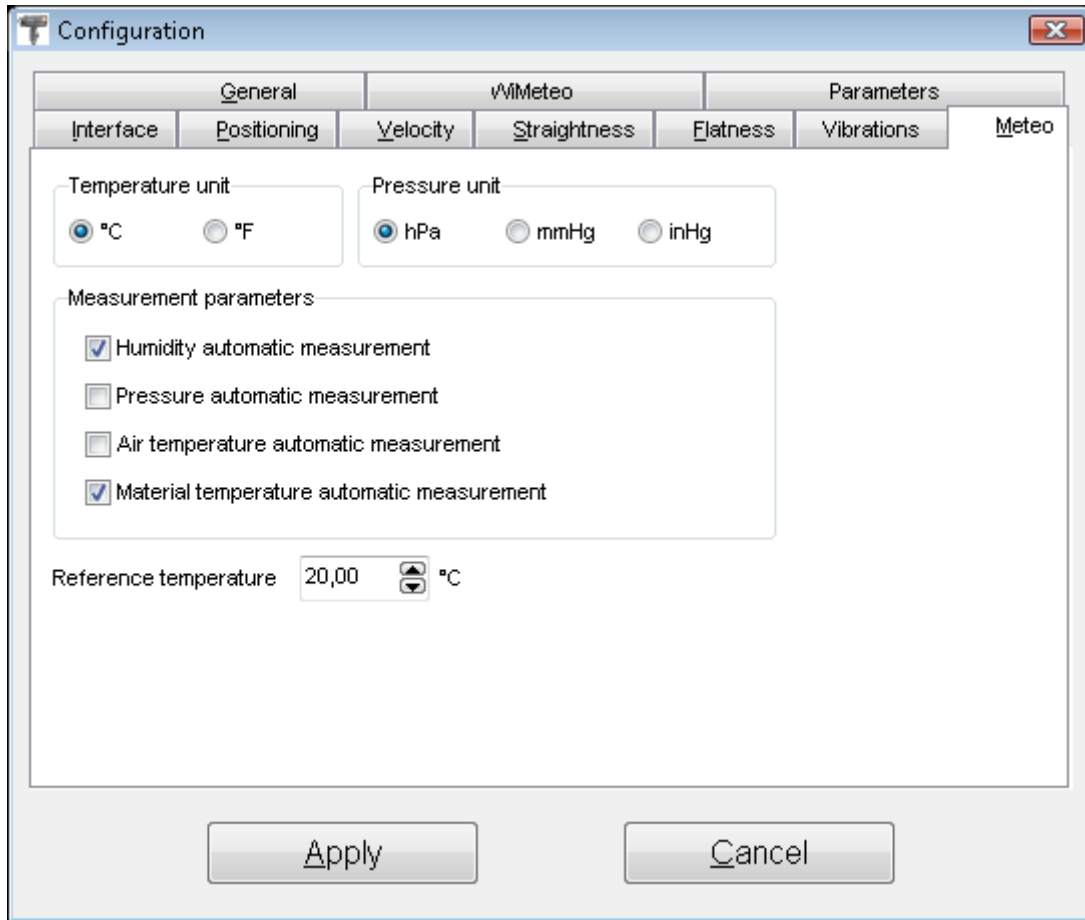 Configuration
General WiMeteo Parameters
Interface Positioning Velocity Straightness Flatness Vibrations Meteo
Temperature unit Pressure unit
°C °F hPa mmHg inHg
Measurement parameters
Humidity automatic measurement
Pressure automatic measurement
Air temperature automatic measurement
Material temperature automatic measurement
Reference temperature 20,00 °C
Apply Cancel